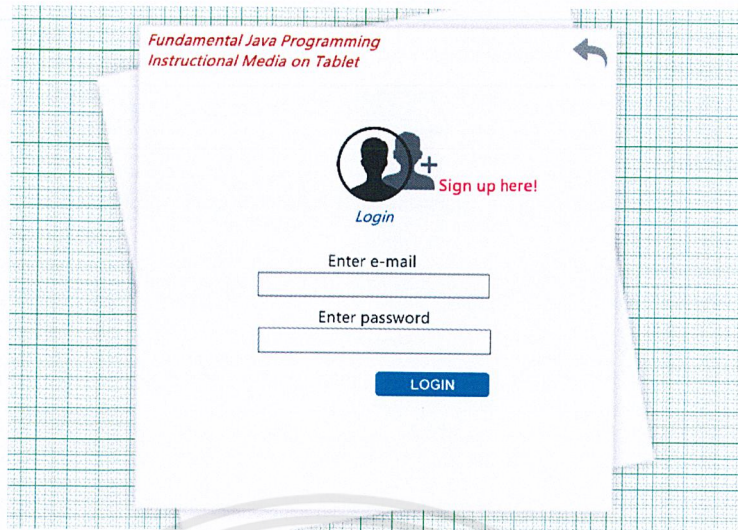 Fundamental Java Programming
Instructional Media on Tablet
Sign up here!
Login
Enter e-mail
Enter password
LOGIN